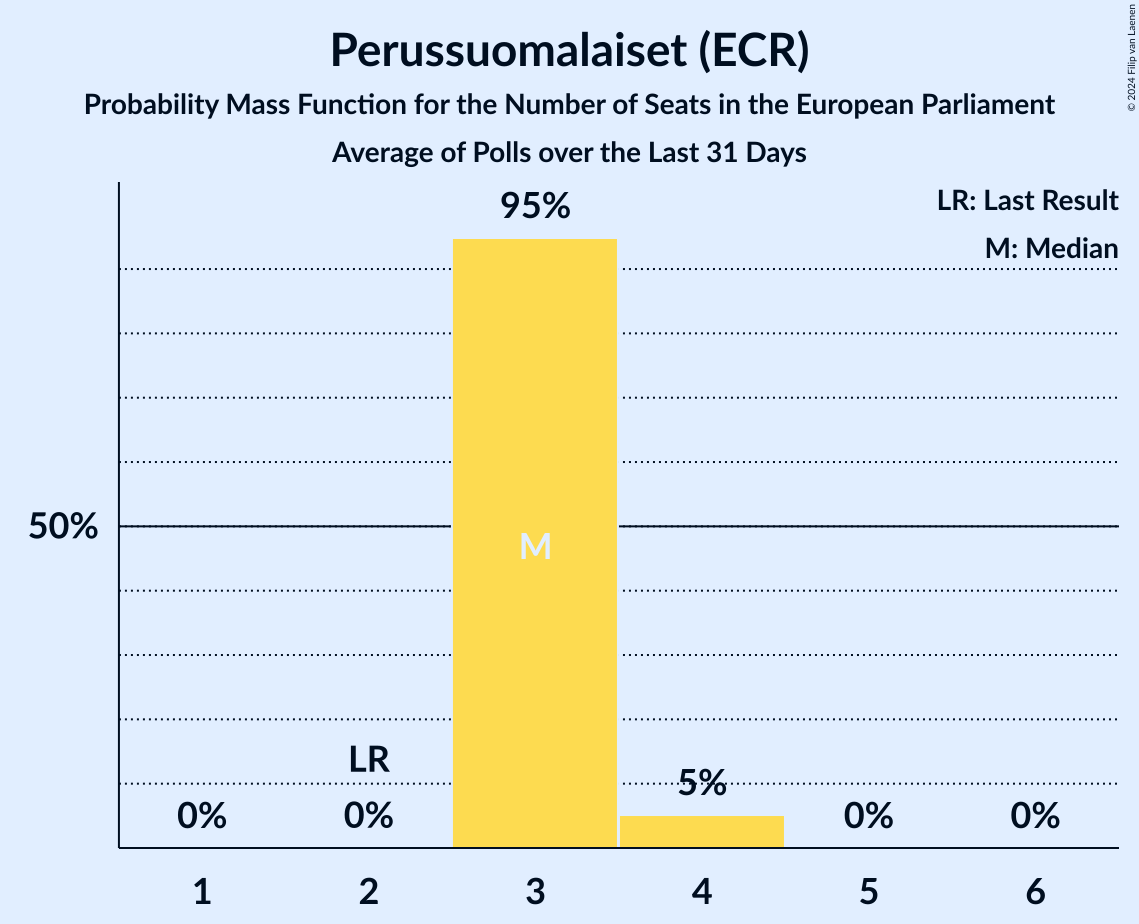 Perussuomalaiset (ECR)
Probability Mass Function for the Number of Seats in the European Parliament
Average of Polls over the Last 31 Days
© 2024 Filip van Laenen
LR: Last Result
M: Median
95%
50%
M
LR
5%
0%
0%
0%
0%
1
2
3
4
5
6